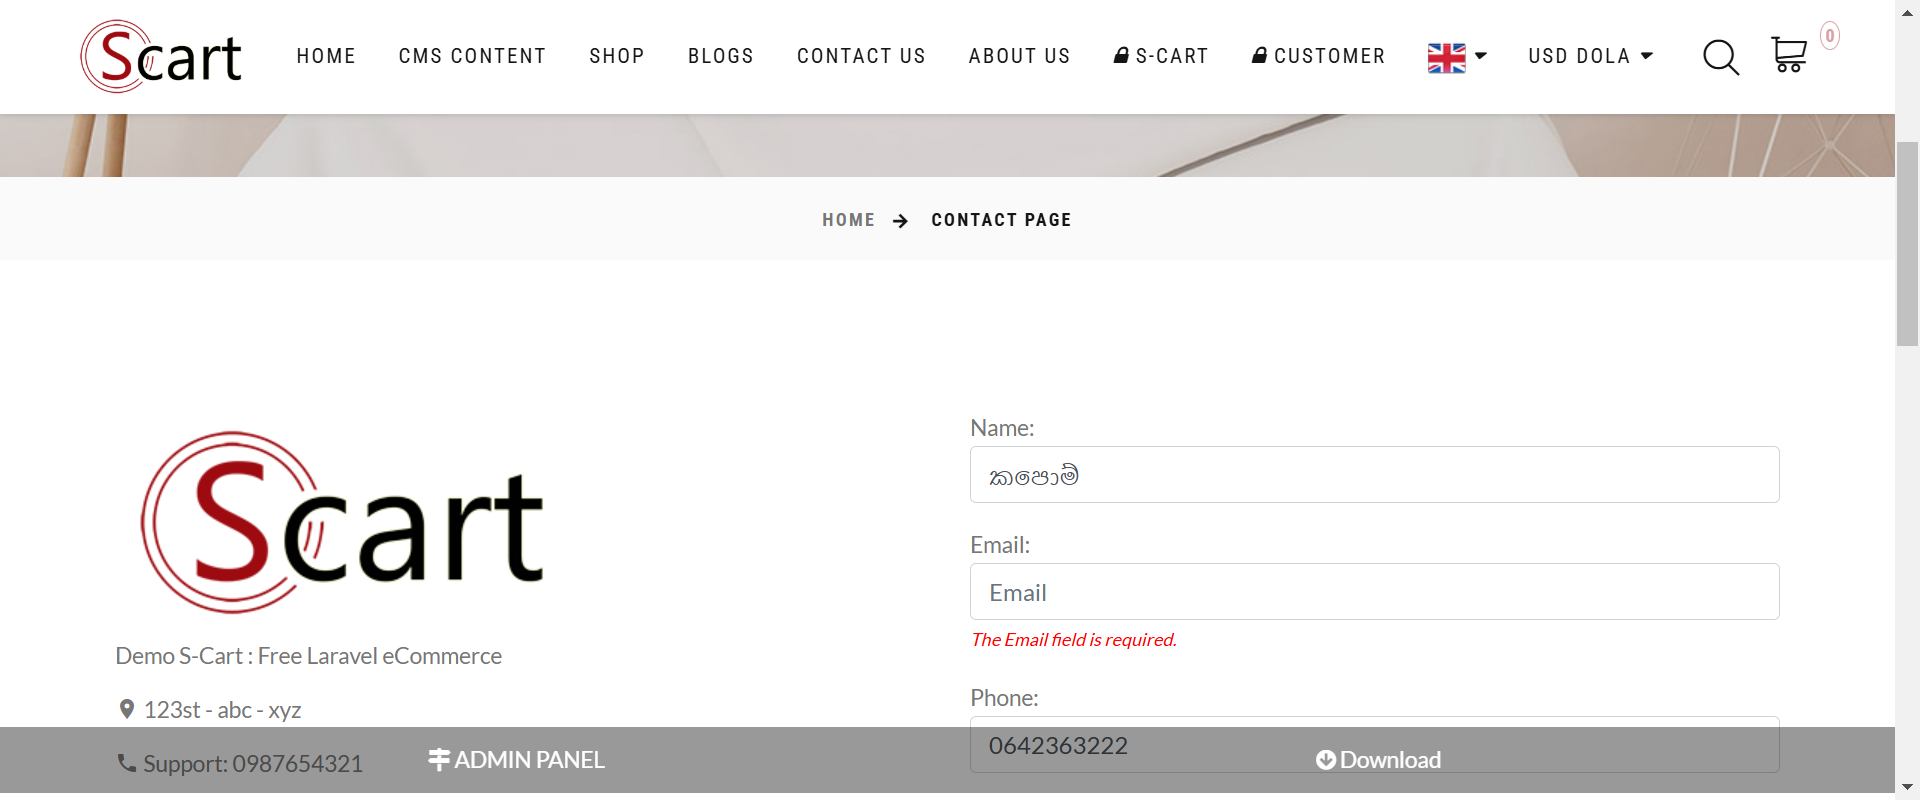 Scart
HOME
CMS CONTENT
SHOP
BLOGS
CONTACT US
ABOUT US
S-CART
CUSTOMER
USD DOLA
0
HOME
CONTACT PAGE
Scart
Demo S-Cart : Free Laravel eCommerce
123st - abc - xyz
Support: 0987654321
Name:
කපොම්
Email:
Email
The Email field is required.
Phone:
0642363222
ADMIN PANEL
Download